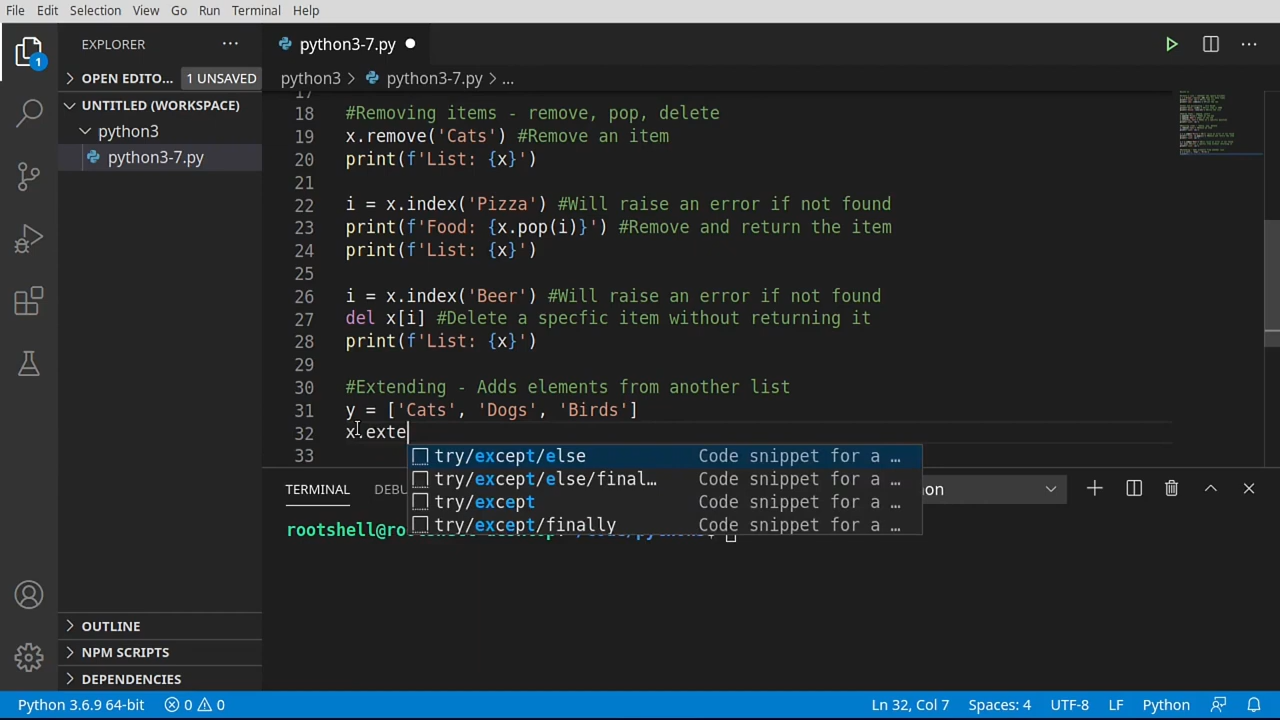 File Edit Selection View Go Run Terminal Help
EXPLORER ...
python3-7.py
OPEN EDITO... 1 UNSAVED
python3 > python3-7.py > ...
UNTITLED (WORKSPACE)
python3
python3-7.py
17
18 #Removing items - remove, pop, delete
19 x.remove('Cats') #Remove an item
20 print(f'List: {x}')
21
22 i = x.index('Pizza') #Will raise an error if not found
23 print(f'Food: {x.pop(i)}') #Remove and return the item
24 print(f'List: {x}')
25
26 i = x.index('Beer') #Will raise an error if not found
27 del x[i] #Delete a specfic item without returning it
28 print(f'List: {x}')
29
30 #Extending - Adds elements from another list
31 y = ['Cats', 'Dogs', 'Birds']
32 x.exte
33
try/except/else Code snippet for a ...
try/except/else/final... Code snippet for a ...
try/except Code snippet for a ...
try/finally Code snippet for a ...
TERMINAL DEBU
rootshell@ro
OUTLINE
NPM SCRIPTS
DEPENDENCIES
Python 3.6.9 64-bit 0 0 Ln 32, Col 7 Spaces: 4 UTF-8 LF Python